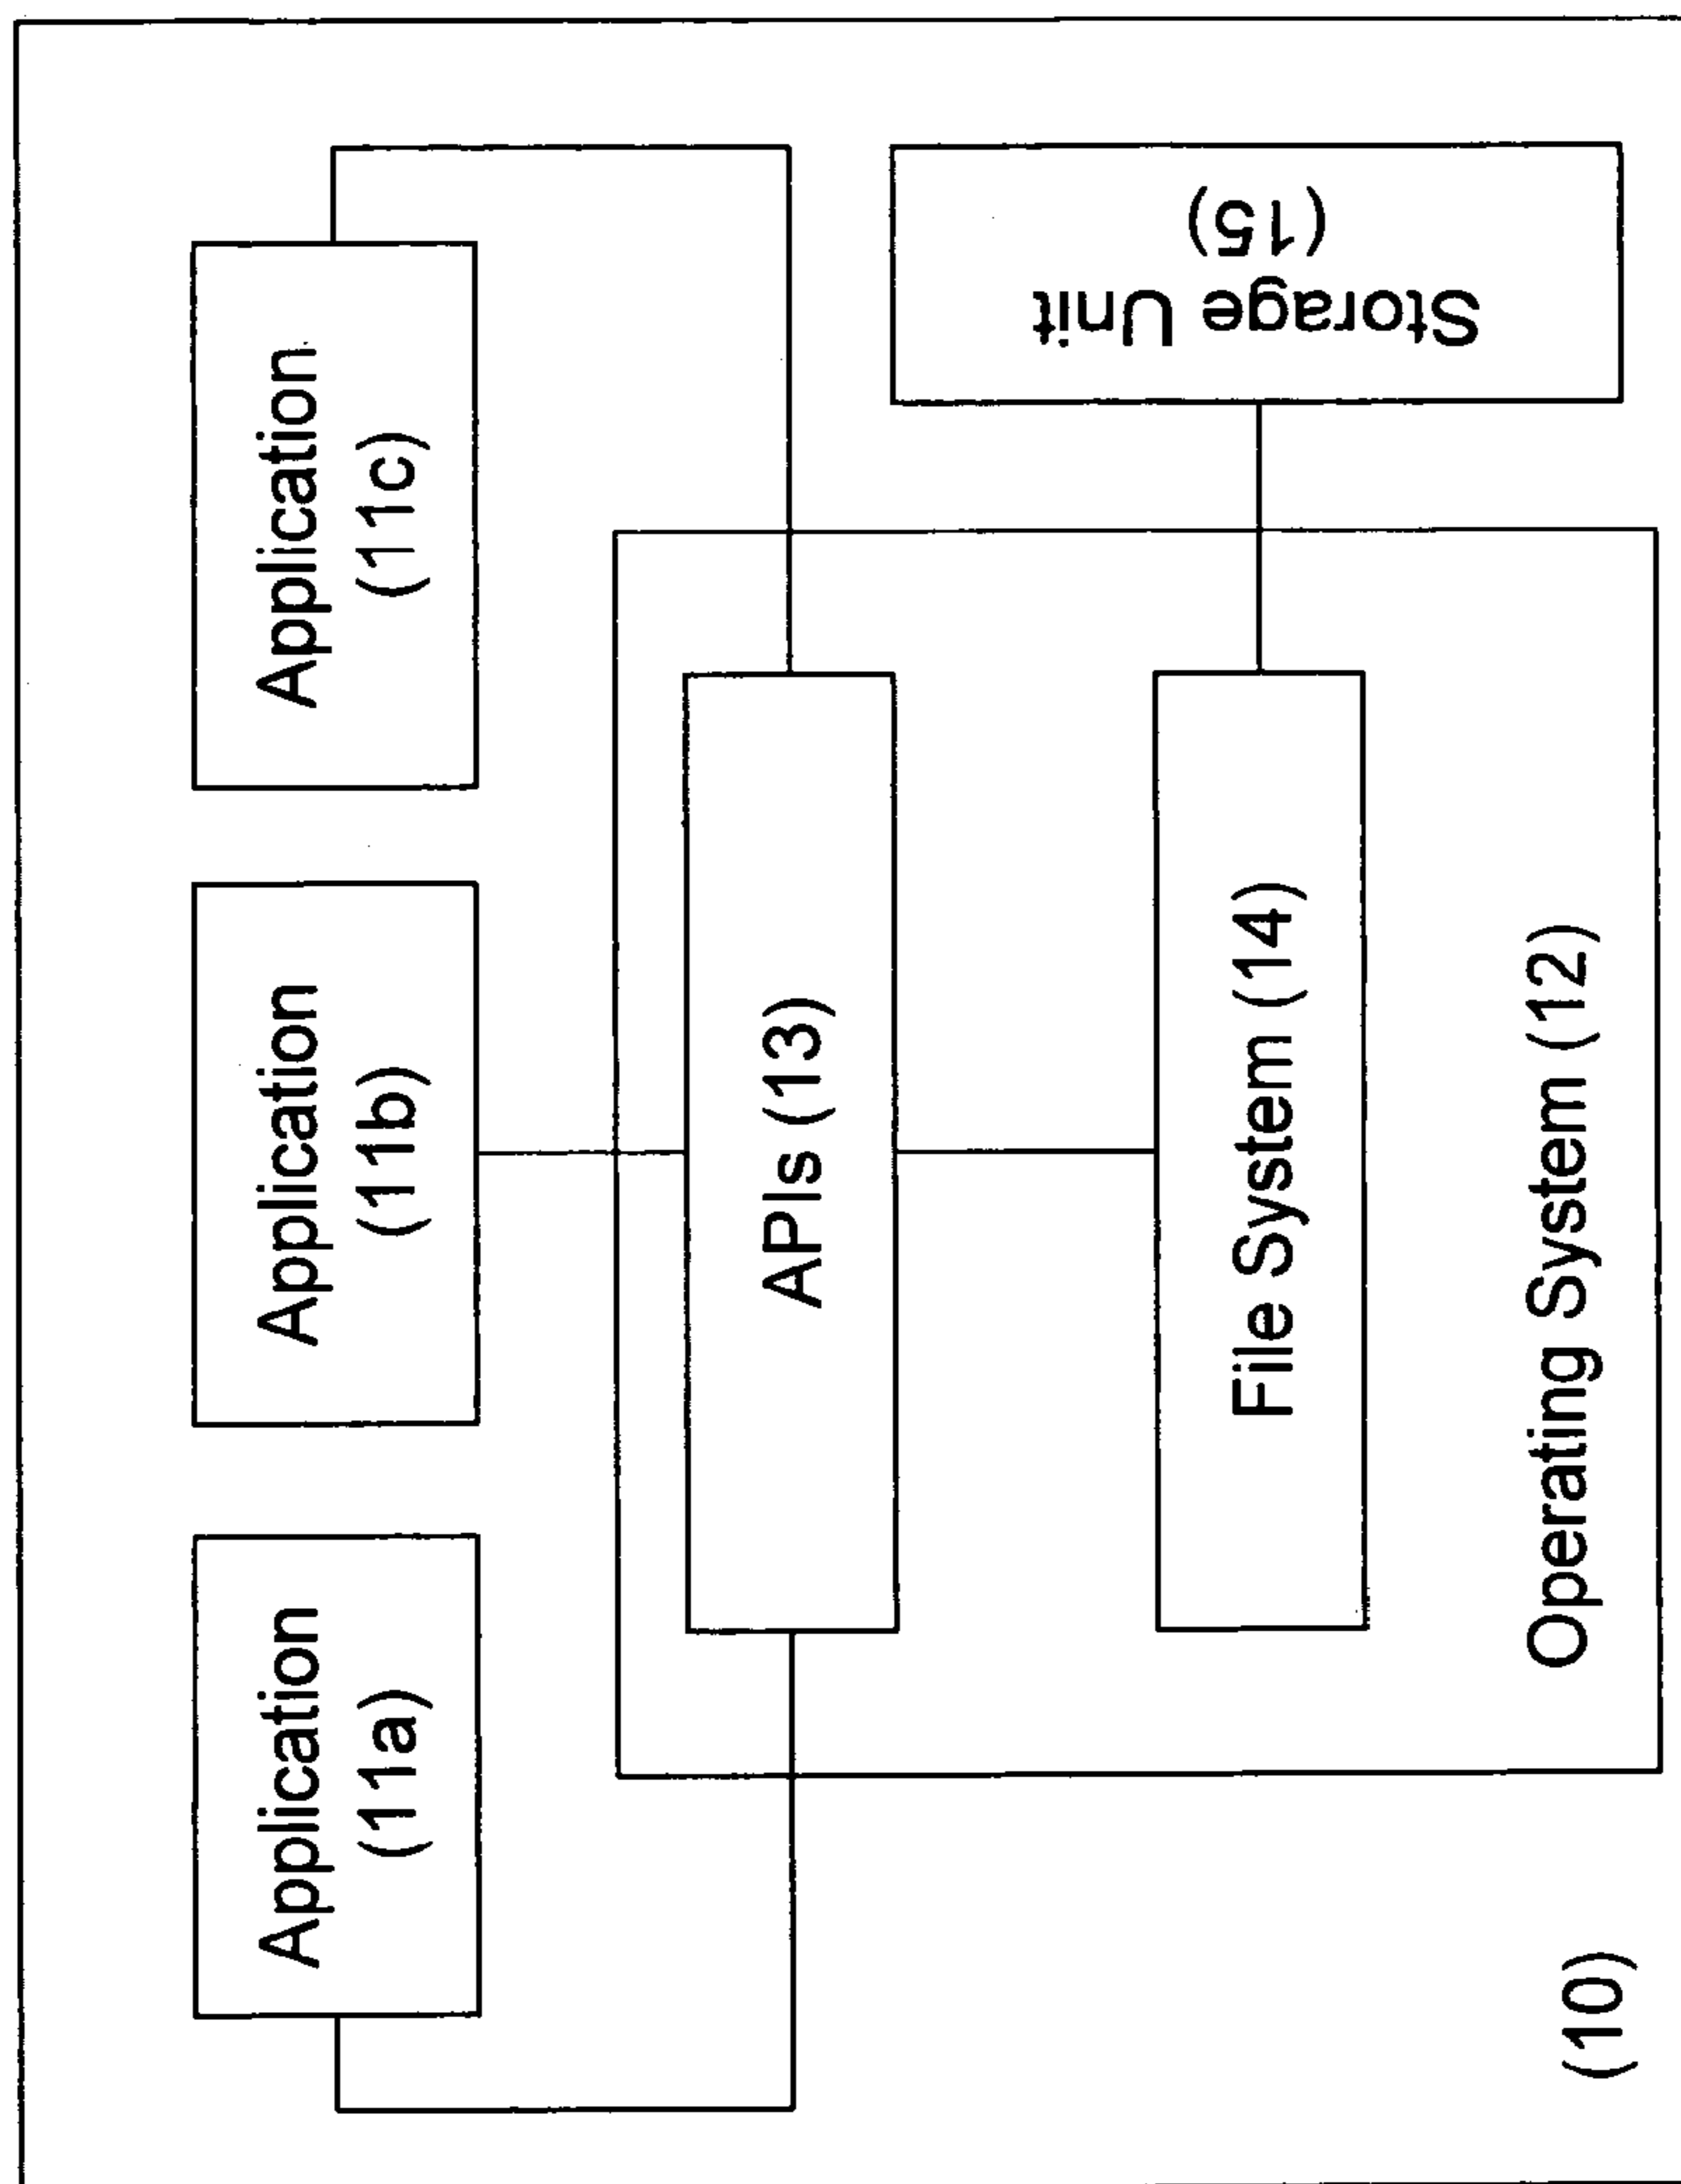 Application
(11a)
Application
(11b)
Application
(11c)
APIs (13)
File System (14)
Operating System (12)
Storage Unit
(15)
(10)